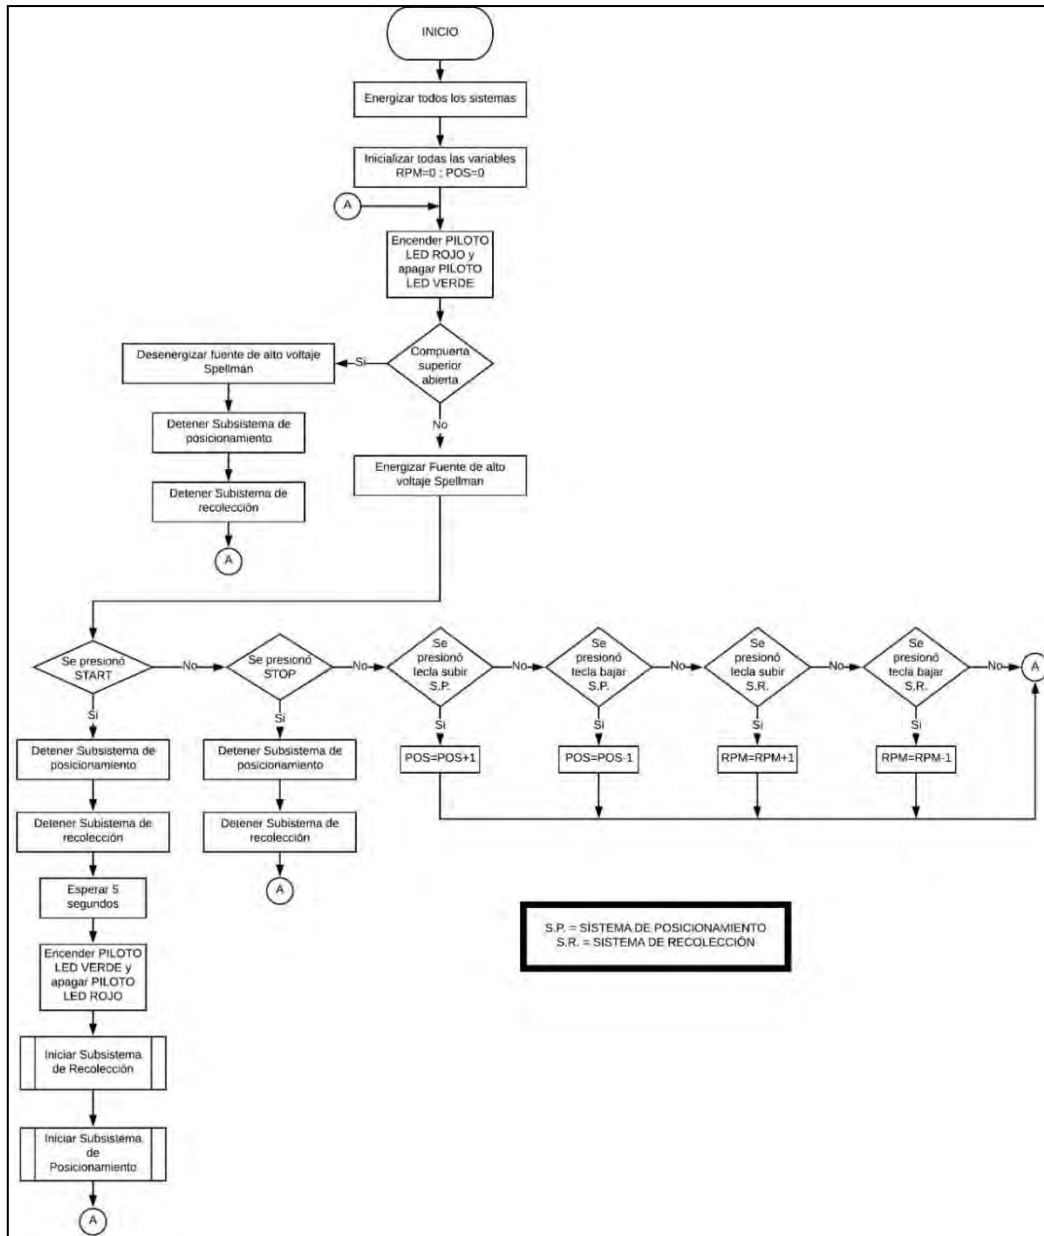 INICIO
Energizar todos los sistemas
Inicializar todas las variables
RPM=0 ; POS=0
A
Encender PILOTO
LED ROJO y
apagar PILOTO
LED VERDE
Compuerta
superior
abierta
Si
Desenergizar fuente de alto voltaje
Spellman
Detener Subsistema de
posicionamiento
Detener Subistema de
recolección
A
No
Energizar Fuente de alto
voltaje Spellman
Se presionó
START
No
Se presionó
STOP
No
Se
presionó
tecla subir
S.P.
No
Se
presionó
tecla bajar
S.P.
No
Se
presionó
tecla subir
S.R.
No
Se
presionó
tecla bajar
S.R.
No
A
Si
Si
Si
Si
Si
Si
Detener Subsistema de
posicionamiento
Detener Subsistema de
posicionamiento
POS=POS+1
POS=POS-1
RPM=RPM+1
RPM=RPM-1
Detener Subistema de
recolección
Detener Subistema de
recolección
A
Esperar 5
segundos
Encender PILOTO
LED VERDE y
apagar PILOTO
LED ROJO
Iniciar Subsistema
de Recolección
Iniciar Subsistema
de
Posicionamiento
A
S.P. = SISTEMA DE POSICIONAMIENTO
S.R. = SISTEMA DE RECOLECCIÓN